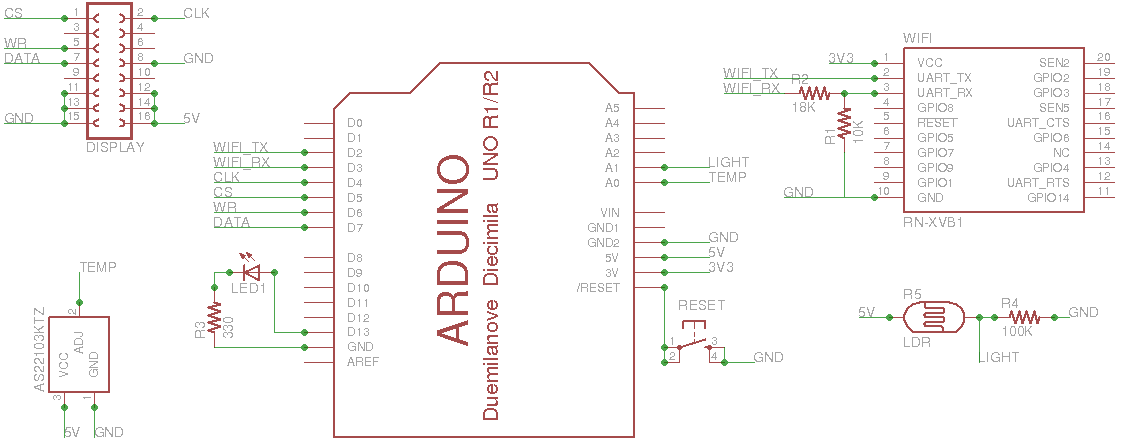 CS 1 2 CLK
3 4
WR 5 6
DATA 7 8 GND
9 10
11 12
13 14
GND 15 16 5V
DISPLAY
WIFI_TX
WIFI_RX
CLK
CS
WR
DATA
LED1
R3
330
TEMP
AS22103KTZ
2
ADJ
VCC
GND
3
1
5V
GND
D0
D1
D2
D3
D4
D5
D6
D7
D8
D9
D10
D11
D12
D13
GND
AREF
ARDUINO
Duemilanove Diecimila UNO R1/R2
A5
A4
A3
A2
A1
A0
VIN
GND1
GND2
5V
3V
/RESET
LIGHT
TEMP
GND
5V
3V3
RESET
1 3
2 4
GND
WIFI
3V3
WIFI_TX
WIFI_RX
R2
18K
R1
10K
GND
1 VCC SEN2 20
2 UART_TX GPIO2 19
3 UART_RX GPIO3 18
4 GPIO8 SEN5 17
5 RESET UART_CTS 16
6 GPIO5 GPIO6 15
7 GPIO7 NC 14
8 GPIO9 GPIO4 13
9 GPIO1 UART_RTS 12
10 GND GPIO14 11
RN-XVB1
5V
R5
LDR
R4
100K
GND
LIGHT